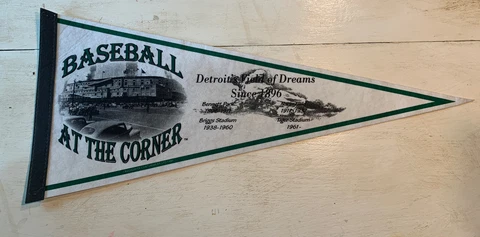 BASEBALL
AT THE CORNER
Detroit's Field of Dreams
Since 1896
Bennett Park
Briggs Stadium
1938-1960
Tiger Stadium
1961-